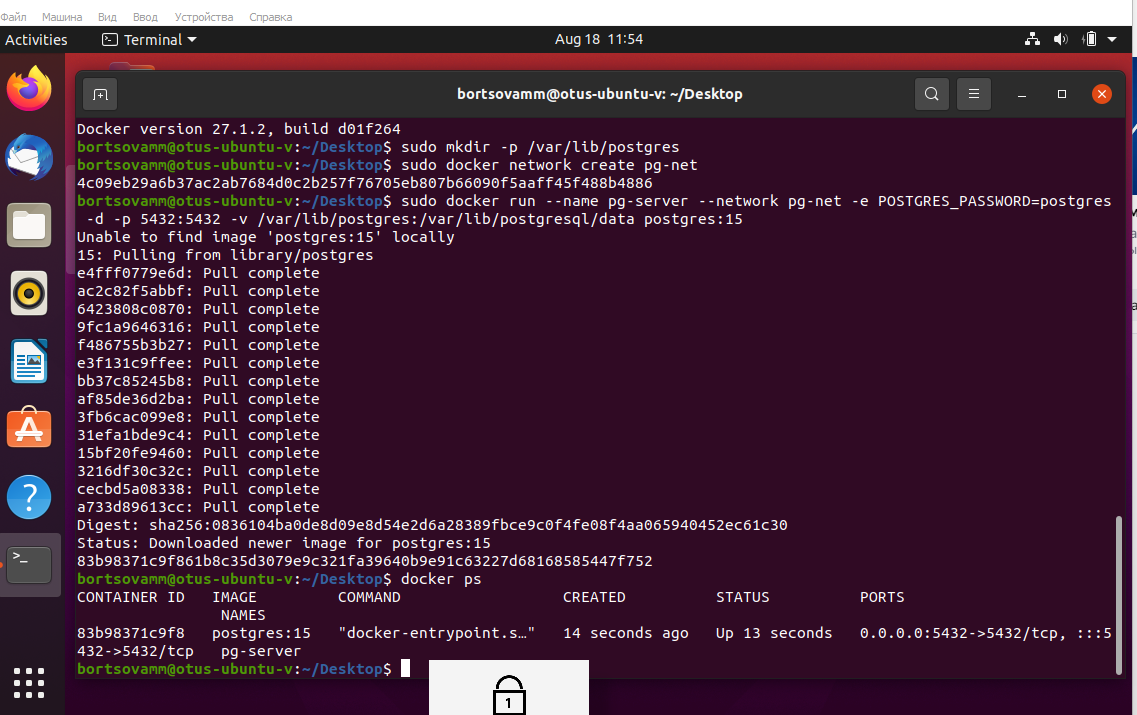 Файл Машина Вид Ввод Устройства Справка
Activities Terminal Aug 18 11:54
bortsovamm@otus-ubuntu-v: ~/Desktop
Docker version 27.1.2, build d01f264
bortsovamm@otus-ubuntu-v:~/Desktop$ sudo mkdir -p /var/lib/postgres
bortsovamm@otus-ubuntu-v:~/Desktop$ sudo docker network create pg-net
4c09eb29a6b37ac2ab7684d0c2b257f76705eb807b66090f5aaff45f488b4886
bortsovamm@otus-ubuntu-v:~/Desktop$ sudo docker run --name pg-server --network pg-net -e POSTGRES_PASSWORD=postgres
-d -p 5432:5432 -v /var/lib/postgres:/var/lib/postgresql/data postgres:15
Unable to find image 'postgres:15' locally
15: Pulling from library/postgres
e4fff0779e6d: Pull complete
ac2c82f5abbf: Pull complete
6423808c0870: Pull complete
9fc1a9646316: Pull complete
f486755b3b27: Pull complete
e3f131c9ffee: Pull complete
bb37c85245b8: Pull complete
af85de36d2ba: Pull complete
3fb6cac099e8: Pull complete
31efa1bde9c4: Pull complete
15bf20fe9460: Pull complete
3216df30c32c: Pull complete
cecbd5a08338: Pull complete
a733d89613cc: Pull complete
Digest: sha256:0836104ba0de8d09e8d54e2d6a28389fbce9c0f4fe08f4aa065940452ec61c30
Status: Downloaded newer image for postgres:15
83b98371c9f861b8c35d3079e9c321fa39640b9e91c63227d68168585447f752
bortsovamm@otus-ubuntu-v:~/Desktop$ docker ps
CONTAINER ID IMAGE COMMAND CREATED STATUS PORTS
NAMES
83b98371c9f8 postgres:15 "docker-entrypoint.s…" 14 seconds ago Up 13 seconds 0.0.0.0:5432->5432/tcp, :::5
432->5432/tcp pg-server
bortsovamm@otus-ubuntu-v:~/Desktop$
1